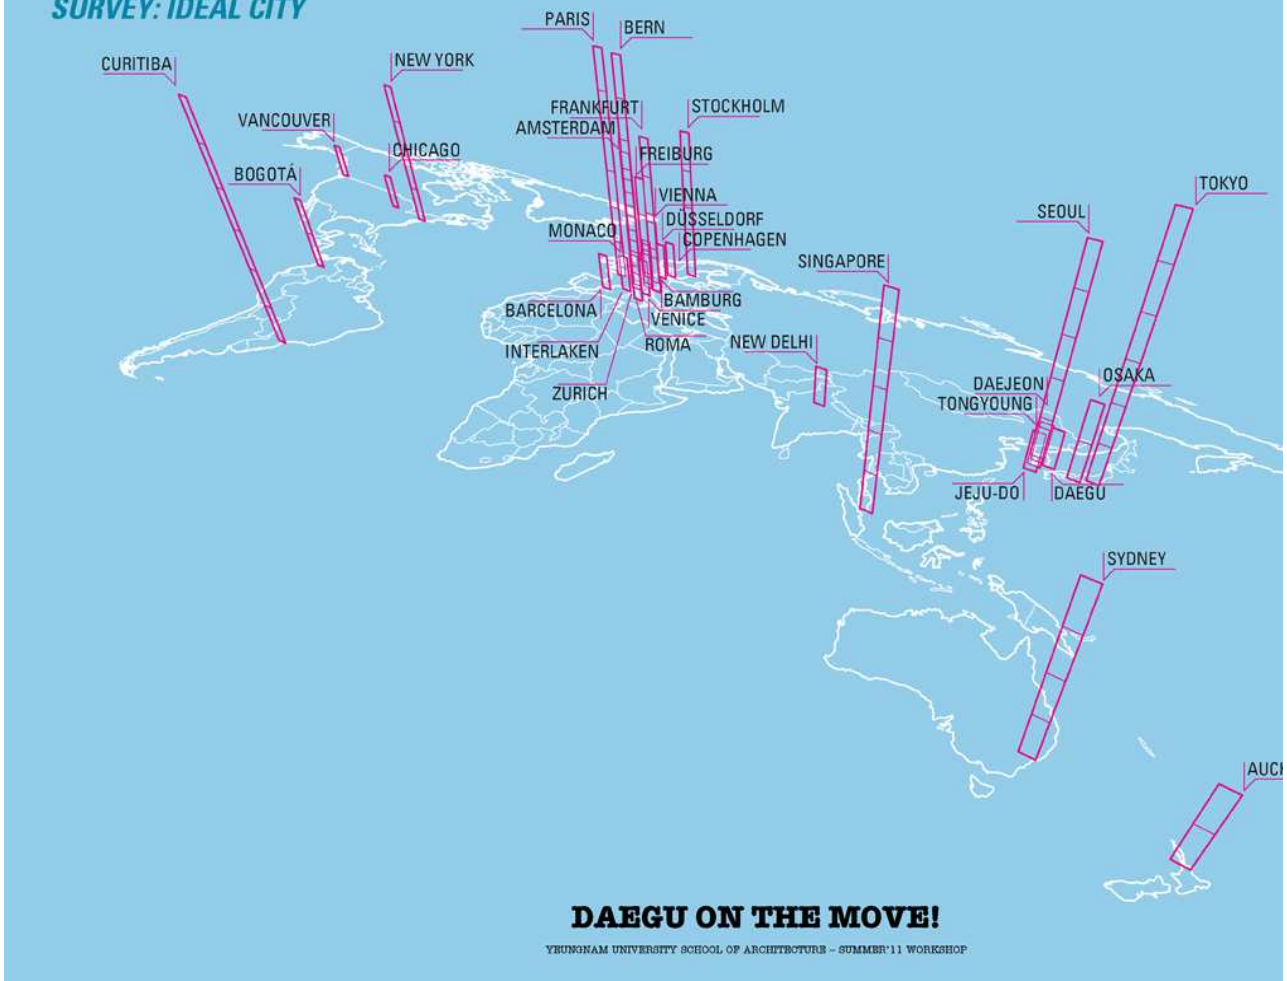 SURVEY: IDEAL CITY
PARIS
BERN
CURITIBA
NEW YORK
FRANKFURT
STOCKHOLM
VANCOUVER
AMSTERDAM
CHICAGO
FREIBURG
BOGOTÁ
TOKYO
VIENNA
SEOUL
DÜSSELDORF
MONACO
COPENHAGEN
SINGAPORE
BARCELONA
BAMBURG
VENICE
INTERLAKEN
ROMA
NEW DELHI
ZURICH
DAEJEON
OSAKA
TONGYOUNG
JEJU-DO
DAEGU
SYDNEY
AUCH
DAEGU ON THE MOVE!
YEUNGNAM UNIVERSITY SCHOOL OF ARCHITECTURE – SUMMER'11 WORKSHOP